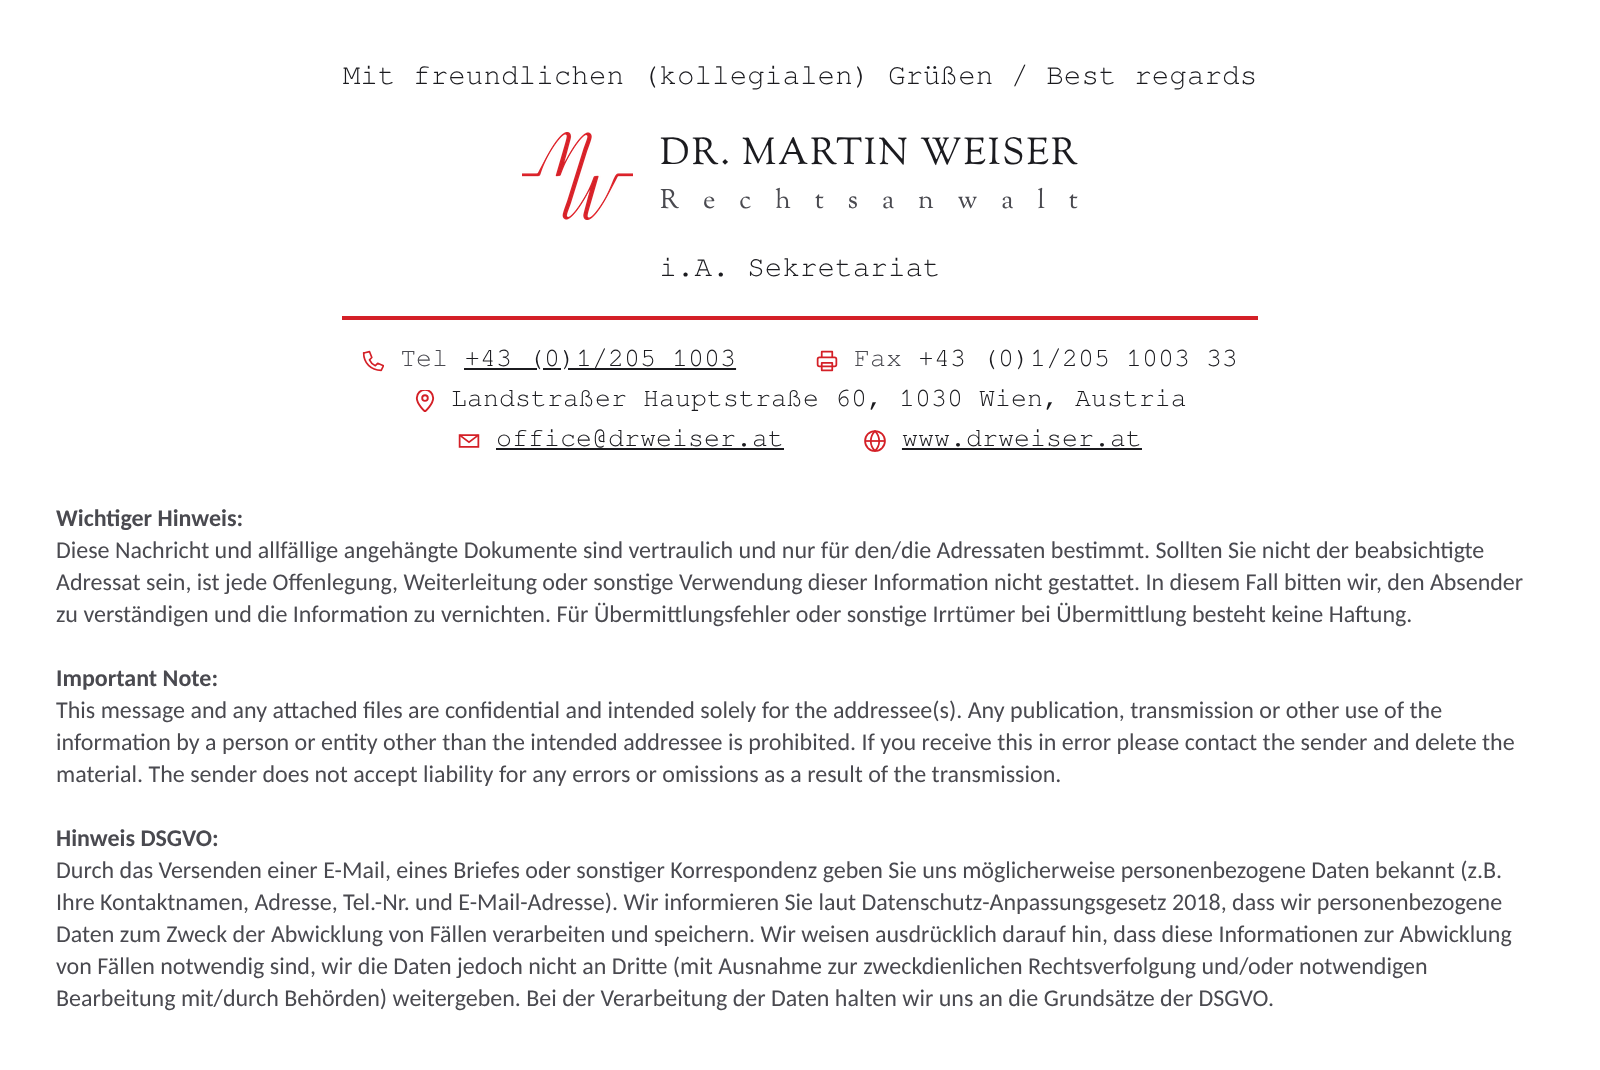 Mit freundlichen (kollegialen) Grüßen / Best regards
MW
DR. MARTIN WEISER
Rechtsanwalt
i.A. Sekretariat
Tel +43 (0)1/205 1003 Fax +43 (0)1/205 1003 33
Landstraßer Hauptstraße 60, 1030 Wien, Austria
office@drweiser.at www.drweiser.at
Wichtiger Hinweis:
Diese Nachricht und allfällige angehängte Dokumente sind vertraulich und nur für den/die Adressaten bestimmt. Sollten Sie nicht der beabsichtigte
Adressat sein, ist jede Offenlegung, Weiterleitung oder sonstige Verwendung dieser Information nicht gestattet. In diesem Fall bitten wir, den Absender
zu verständigen und die Information zu vernichten. Für Übermittlungsfehler oder sonstige Irrtümer bei Übermittlung besteht keine Haftung.
Important Note:
This message and any attached files are confidential and intended solely for the addressee(s). Any publication, transmission or other use of the
information by a person or entity other than the intended addressee is prohibited. If you receive this in error please contact the sender and delete the
material. The sender does not accept liability for any errors or omissions as a result of the transmission.
Hinweis DSGVO:
Durch das Versenden einer E-Mail, eines Briefes oder sonstiger Korrespondenz geben Sie uns möglicherweise personenbezogene Daten bekannt (z.B.
Ihre Kontaktnamen, Adresse, Tel.-Nr. und E-Mail-Adresse). Wir informieren Sie laut Datenschutz-Anpassungsgesetz 2018, dass wir personenbezogene
Daten zum Zweck der Abwicklung von Fällen verarbeiten und speichern. Wir weisen ausdrücklich darauf hin, dass diese Informationen zur Abwicklung
von Fällen notwendig sind, wir die Daten jedoch nicht an Dritte (mit Ausnahme zur zweckdienlichen Rechtsverfolgung und/oder notwendigen
Bearbeitung mit/durch Behörden) weitergeben. Bei der Verarbeitung der Daten halten wir uns an die Grundsätze der DSGVO.